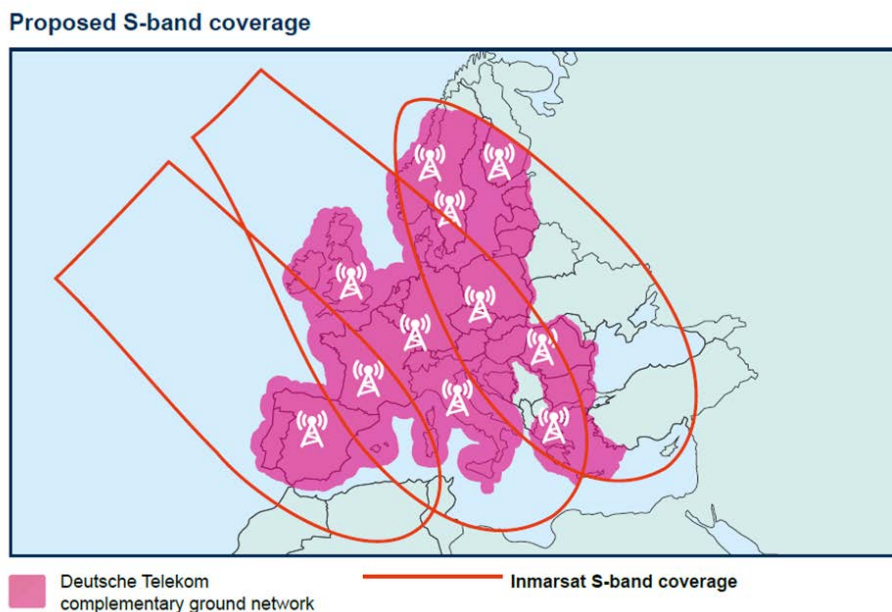 Proposed S-band coverage
Deutsche Telekom
complementary ground network
Inmarsat S-band coverage